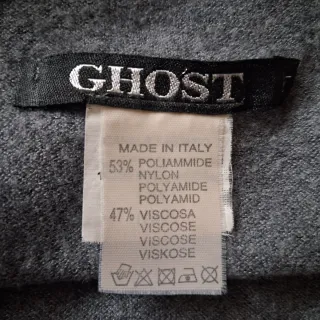 GHOST
MADE IN ITALY
53% POLIAMMIDE
NYLON
POLYAMIDE
POLYAMID
47% VISCOSA
VISCOSE
VISCOSE
VISKOSE